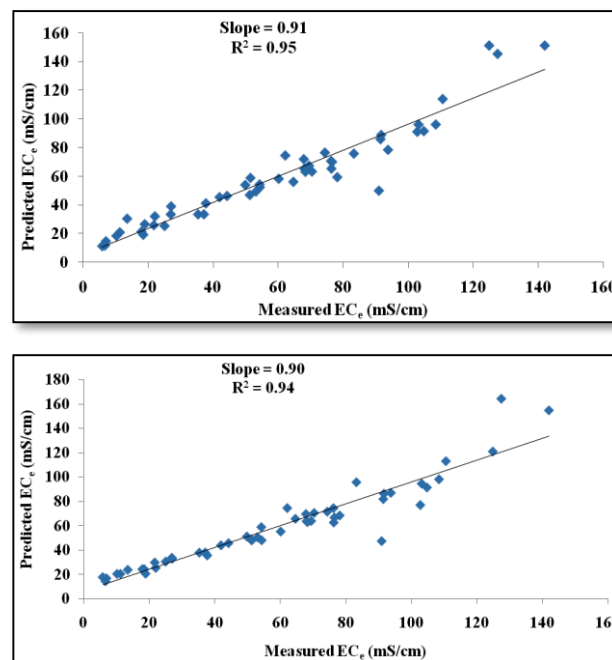 Slope = 0.91
R² = 0.95
Predicted ECₑ (mS/cm)
160
140
120
100
80
60
40
20
0
0 20 40 60 80 100 120 140 160
Measured ECₑ (mS/cm)
Slope = 0.90
R² = 0.94
Predicted ECₑ (mS/cm)
180
160
140
120
100
80
60
40
20
0
0 20 40 60 80 100 120 140 160
Measured ECₑ (mS/cm)